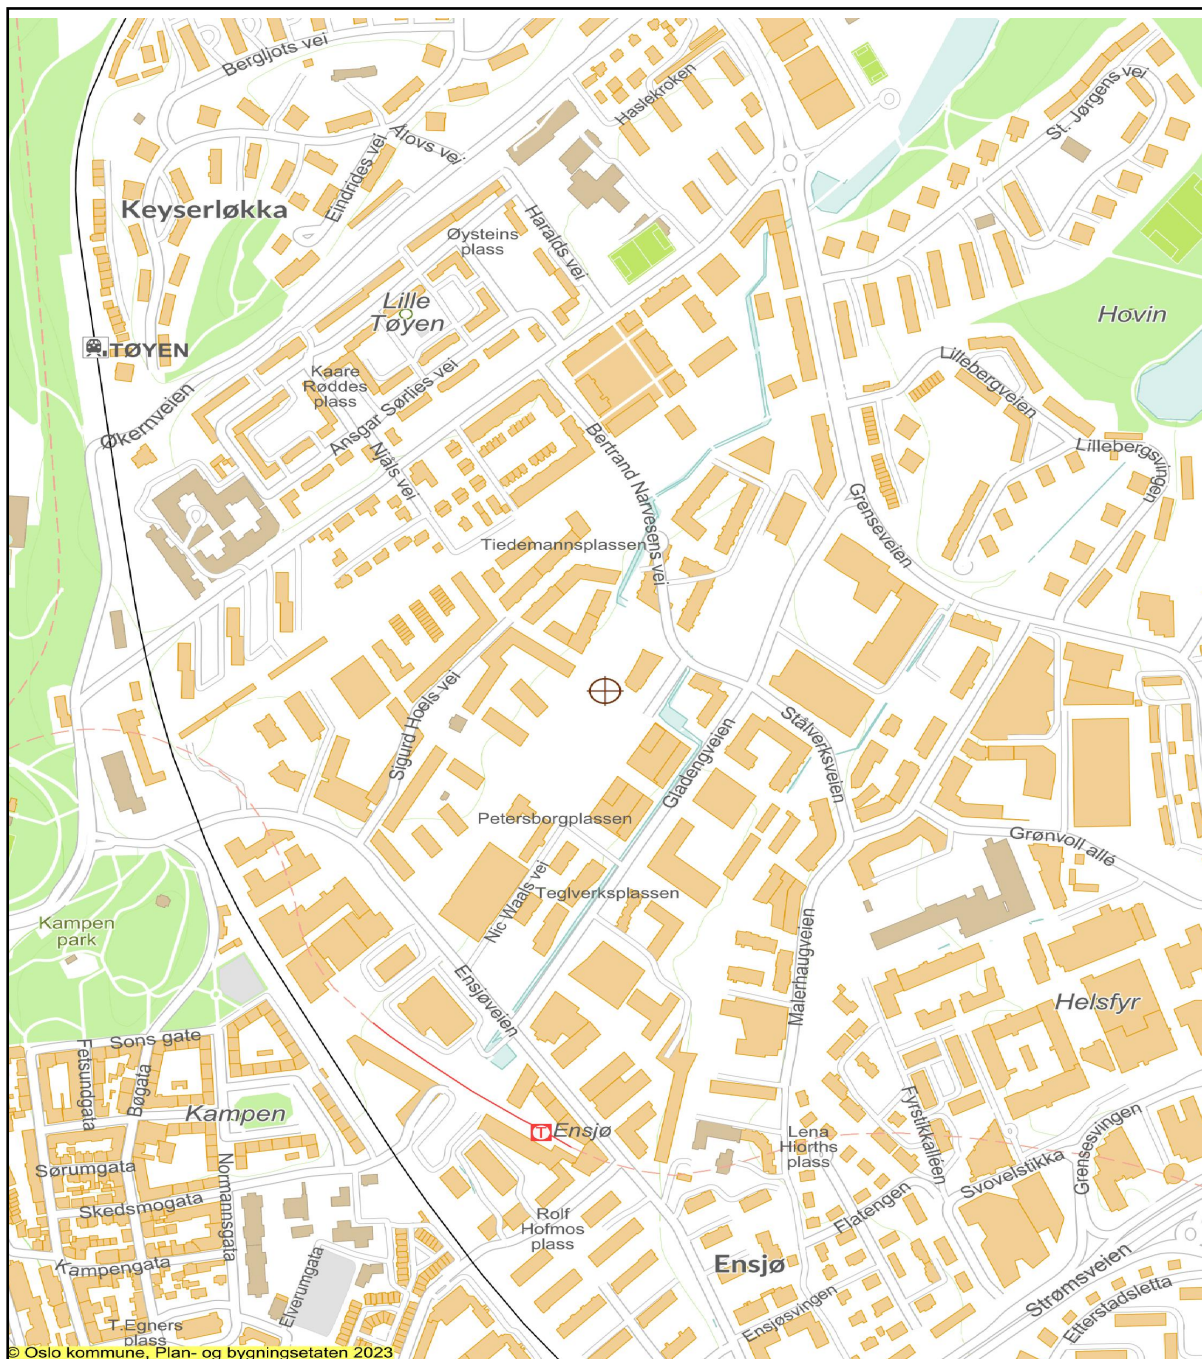 Bergljots vei
Haslekroken
St. Jørgens vei
Ålovs vei
Eindrides vei
Keyserløkka
Øysteins
plass
Haralds vei
Lille
Tøyen
Hovin
TØYEN
Kaare
Røddes
plass
Lillebergveien
Økernveien
Ansgar Sørlies vei
Njåls vei
Bertrand Narvesens vei
Lillebergsvingen
Grenseveien
Tiedemannsplassen
Sigurd Hoels vei
Stålverksveien
Gladengveien
Petersborgplassen
Grønvoll allé
Nic Waals vei
Teglverksplassen
Kampen
park
Malerhaugveien
Ensjøveien
Helsfyr
Sons gate
Fetsundgata
Bøgata
Kampen
T
Ensjø
Fyrstikkalléen
Lena
Hiorths
plass
Grensesvingen
Svovelstikka
Sørumgata
Normannsgata
Skedsmogata
Flatengen
Rolf
Hofmos
plass
Kampengata
Elverumgata
Ensjø
Strømsveien
Etterstadsletta
Ensjøsvingen
T.Egners
plass
© Oslo kommune, Plan- og bygningsetaten 2023